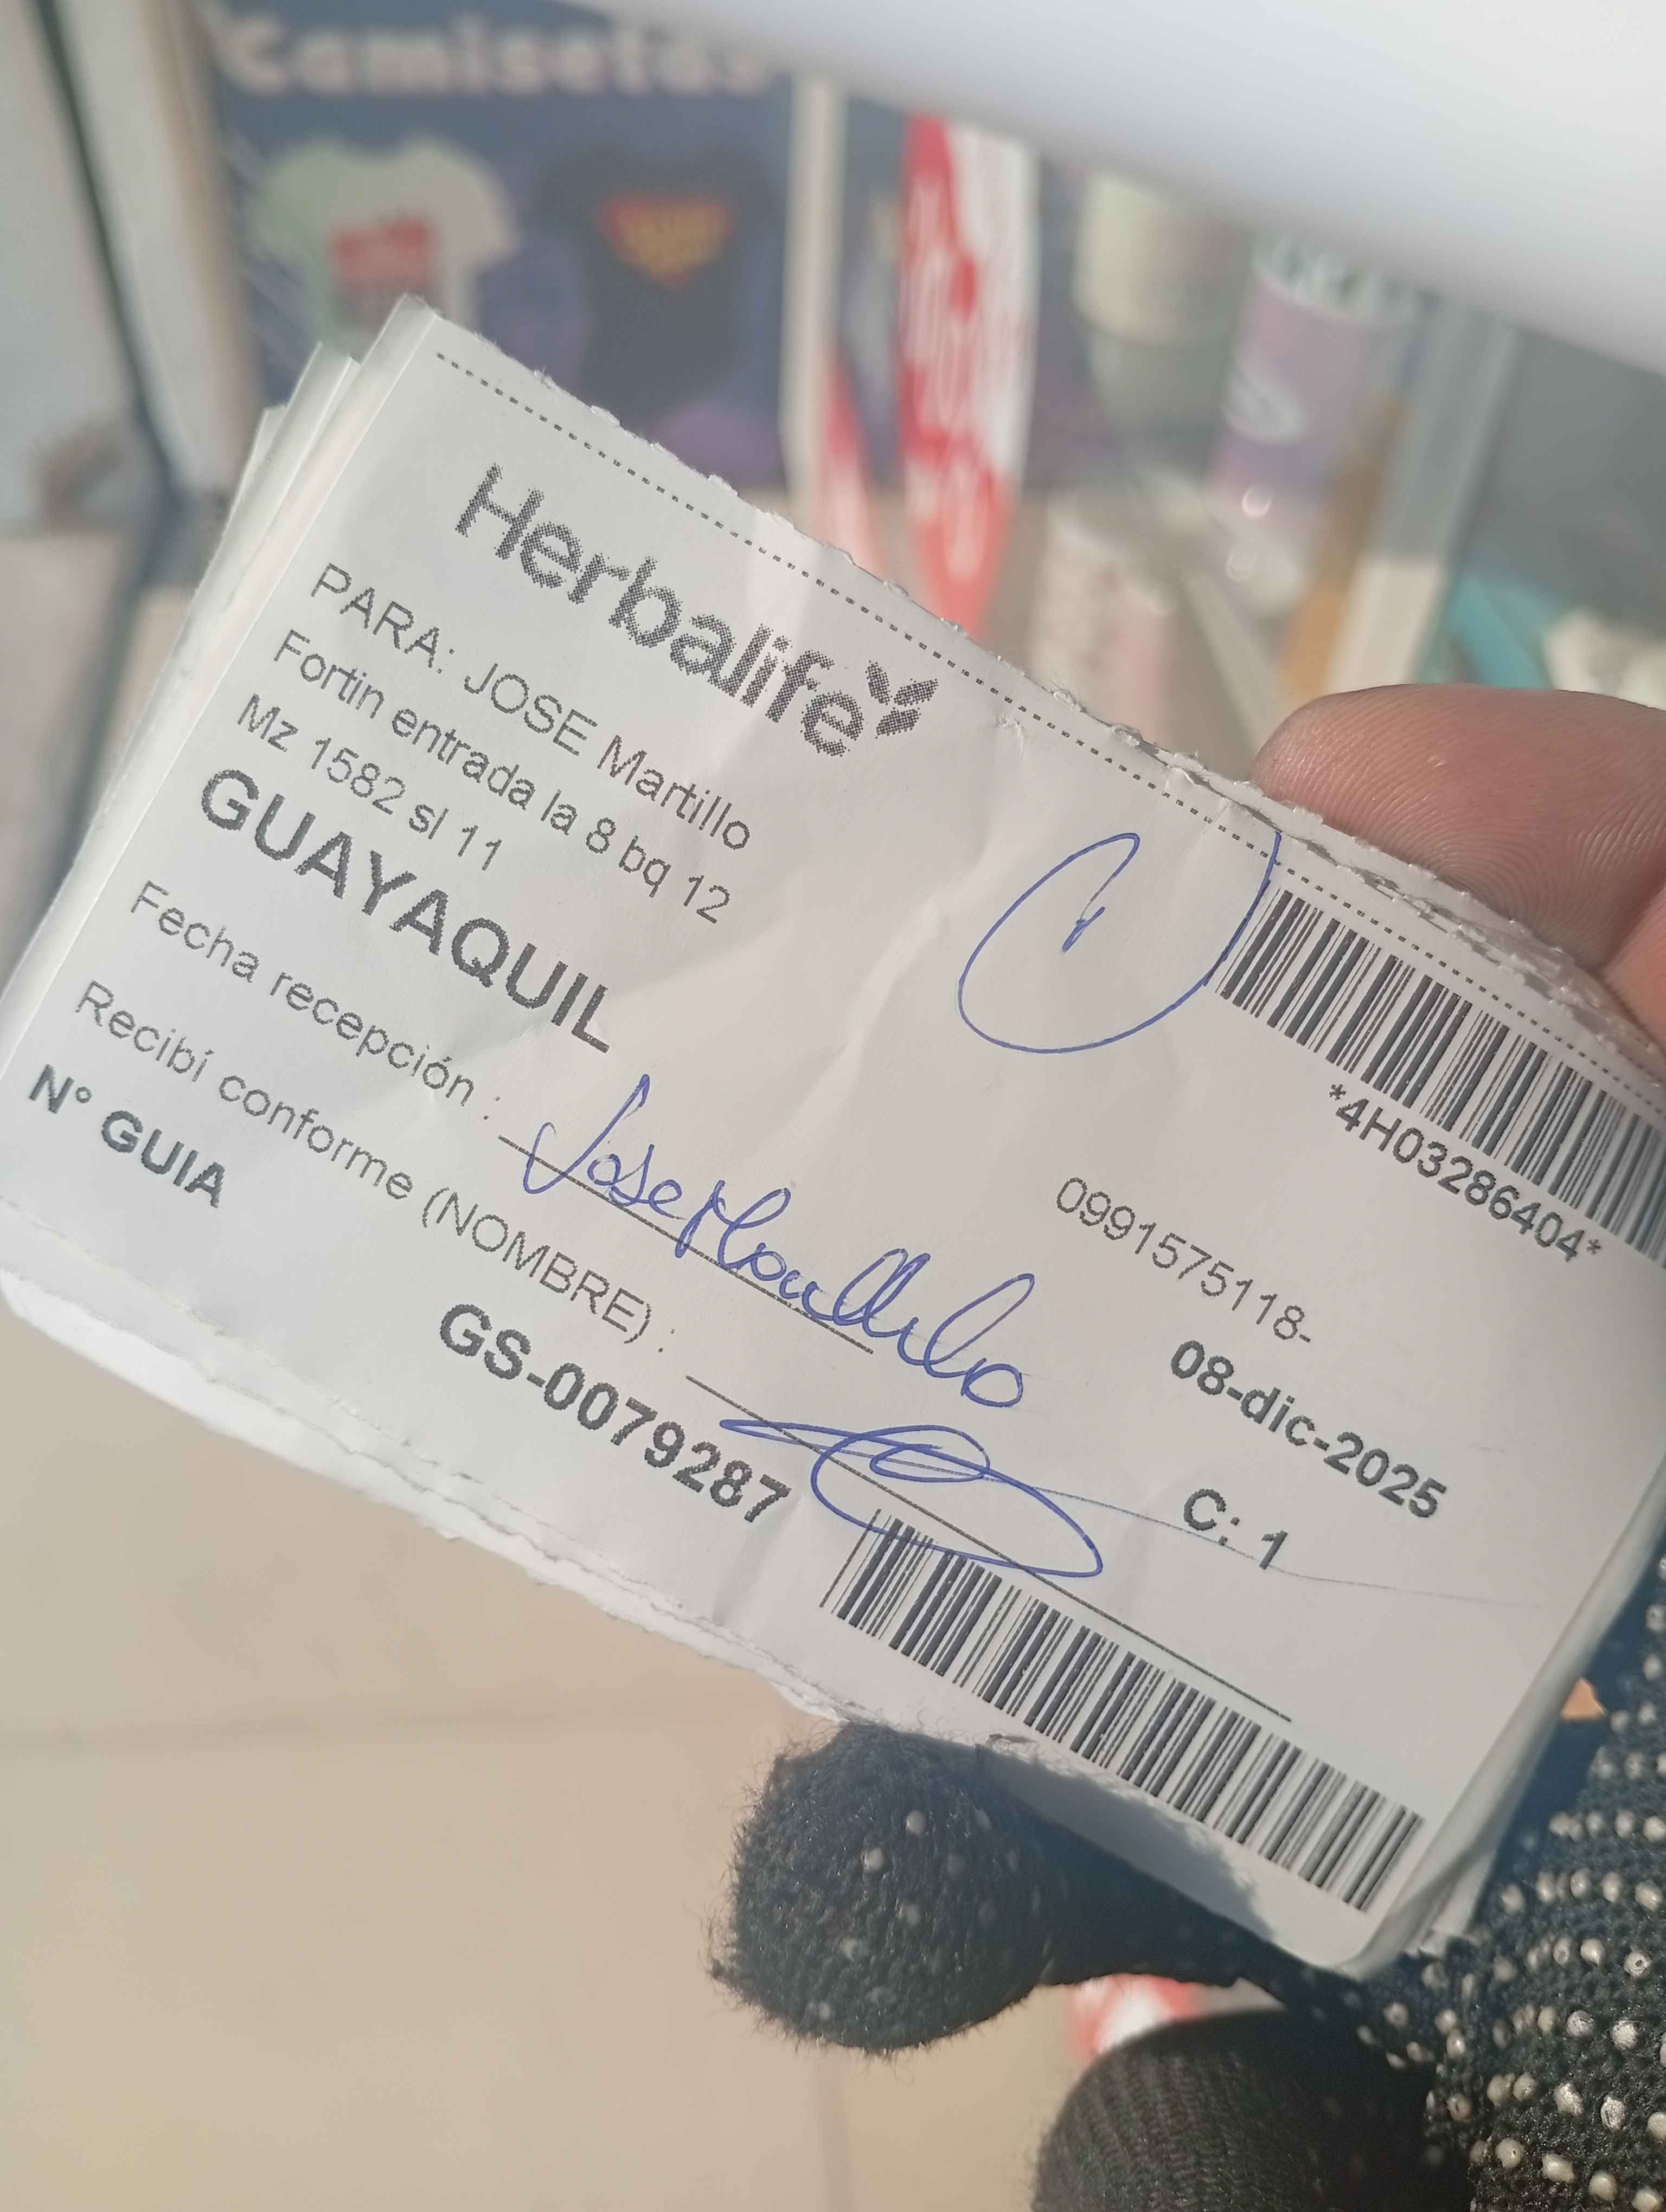 Camisetas
Herbalife
PARA: JOSE Martillo
Fortin entrada la 8 bq 12
Mz 1582 sl 11
GUAYAQUIL
*4H03286404*
0991575118-
Fecha recepción : Jose Martillo
08-dic-2025
Recibí conforme (NOMBRE) :
C: 1
N° GUIA GS-0079287